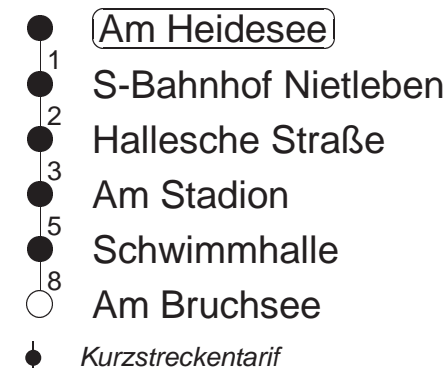 Am Heidesee
1
S-Bahnhof Nietleben
2
Hallesche Straße
3
Am Stadion
5
Schwimmhalle
8
Am Bruchsee
Kurzstreckentarif